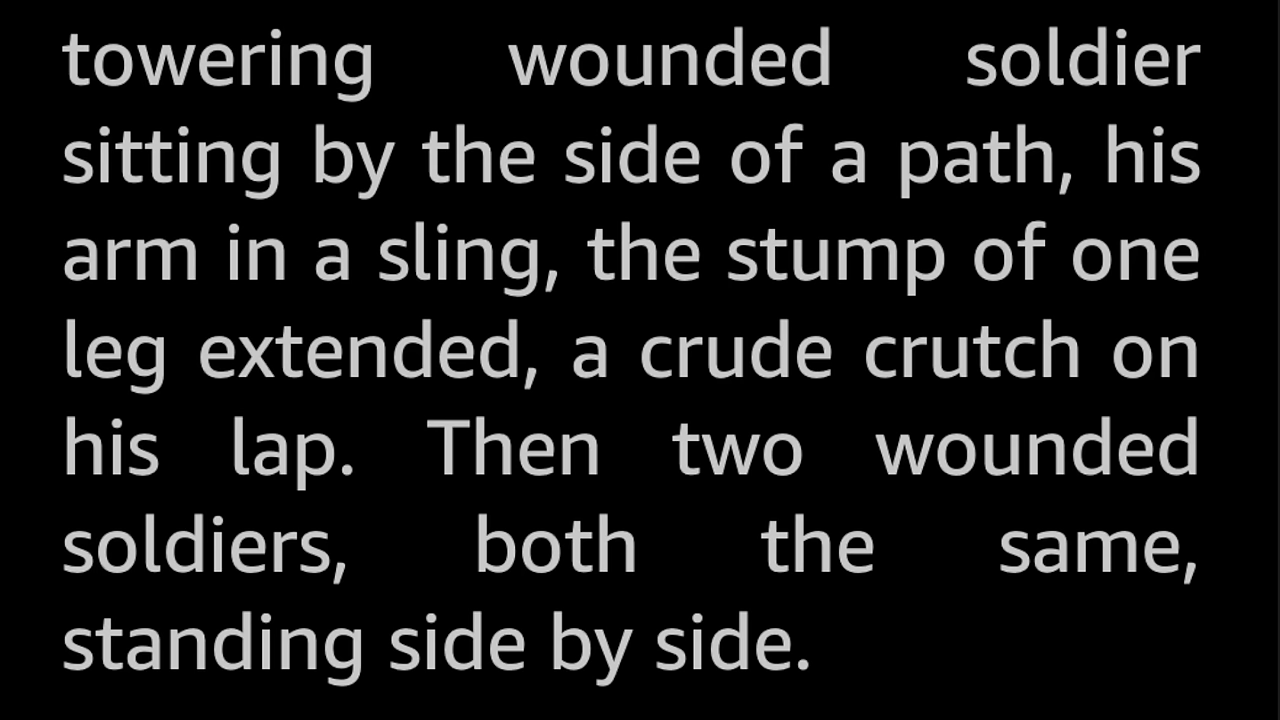 towering wounded soldier
sitting by the side of a path, his
arm in a sling, the stump of one
leg extended, a crude crutch on
his lap. Then two wounded
soldiers, both the same,
standing side by side.